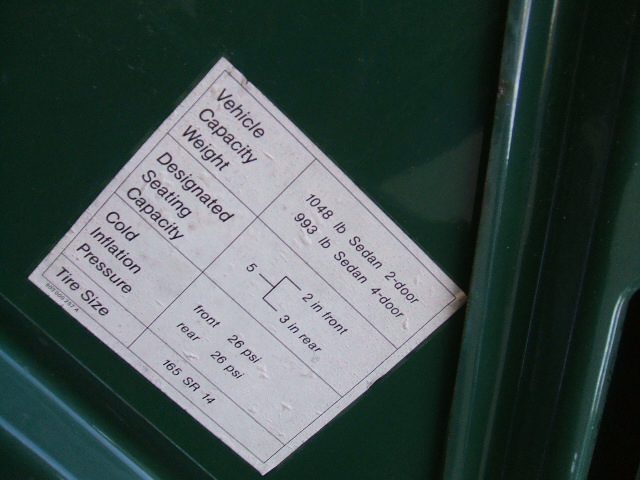 Vehicle
Capacity
Weight
1048 lb Sedan 2-door
993 lb Sedan 4-door
Designated
Seating
Capacity
5
2 in front
3 in rear
Cold
Inflation
Pressure
front 26 psi
rear 26 psi
Tire Size
165 SR 14